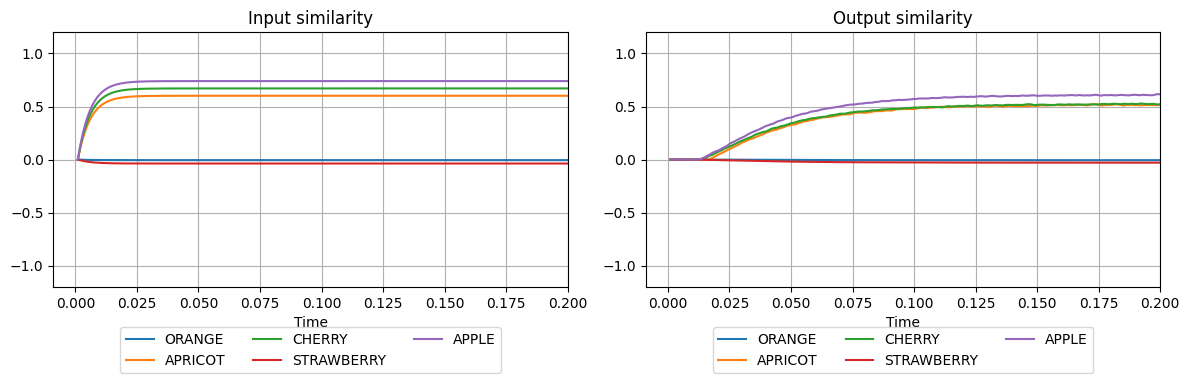 Input similarity
1.0
0.5
0.0
−0.5
−1.0
0.000 0.025 0.050 0.075 0.100 0.125 0.150 0.175 0.200
Time
ORANGE CHERRY APPLE
APRICOT STRAWBERRY
Output similarity
1.0
0.5
0.0
−0.5
−1.0
0.000 0.025 0.050 0.075 0.100 0.125 0.150 0.175 0.200
Time
ORANGE CHERRY APPLE
APRICOT STRAWBERRY